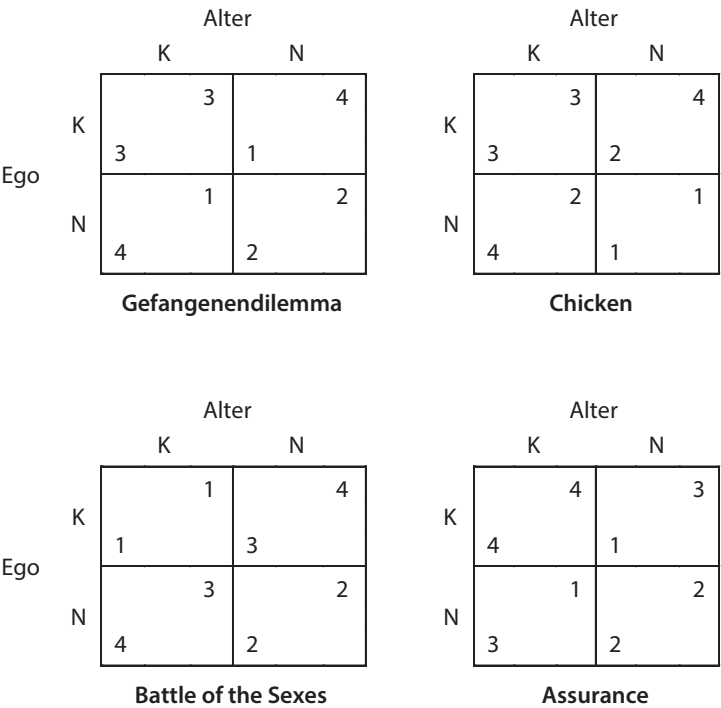 Alter Alter
K N K N
3 4 3 4
K K
3 1 3 2
Ego
1 2 2 1
N N
4 2 4 1
Gefangenendilemma Chicken
Alter Alter
K N K N
1 4 4 3
K K
1 3 4 1
Ego
3 2 1 2
N N
4 2 3 2
Battle of the Sexes Assurance